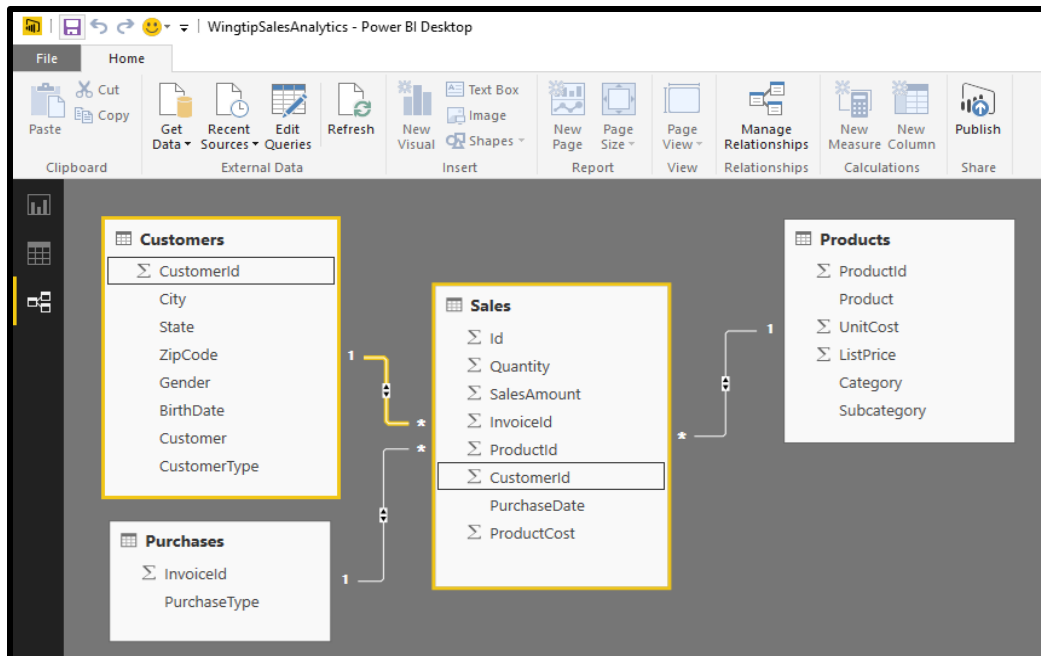 WingtipSalesAnalytics - Power BI Desktop
File Home
Paste
Cut
Copy
Clipboard
Get Data
Recent Sources
Edit Queries
Refresh
External Data
New Visual
Text Box
Image
Shapes
Insert
New Page
Page Size
Report
Page View
View
Manage Relationships
Relationships
New Measure
New Column
Calculations
Publish
Share
Customers
Σ CustomerId
City
State
ZipCode
Gender
BirthDate
Customer
CustomerType
1
*
Purchases
Σ InvoiceId
PurchaseType
1
*
Sales
Σ Id
Σ Quantity
Σ SalesAmount
Σ InvoiceId
Σ ProductId
Σ CustomerId
PurchaseDate
Σ ProductCost
*
1
Products
Σ ProductId
Product
Σ UnitCost
Σ ListPrice
Category
Subcategory